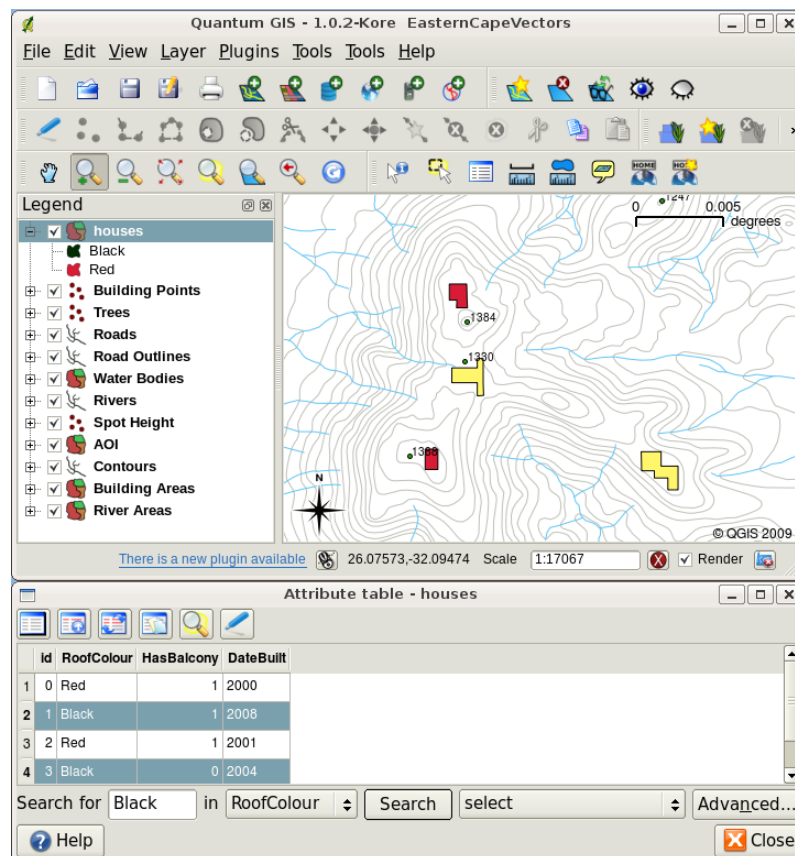 Quantum GIS - 1.0.2-Kore EasternCapeVectors
File Edit View Layer Plugins Tools Tools Help
HOME
Legend
houses
Black
Red
Building Points
Trees
Roads
Road Outlines
Water Bodies
Rivers
Spot Height
AOI
Contours
Building Areas
River Areas
1247
0 0.005
degrees
1384
1330
1388
N
© QGIS 2009
There is a new plugin available 26.07573,-32.09474 Scale 1:17067 Render
Attribute table - houses
id RoofColour HasBalcony DateBuilt
1 0 Red 1 2000
2 1 Black 1 2008
3 2 Red 1 2001
4 3 Black 0 2004
Search for Black in RoofColour Search select Advanced...
Help Close